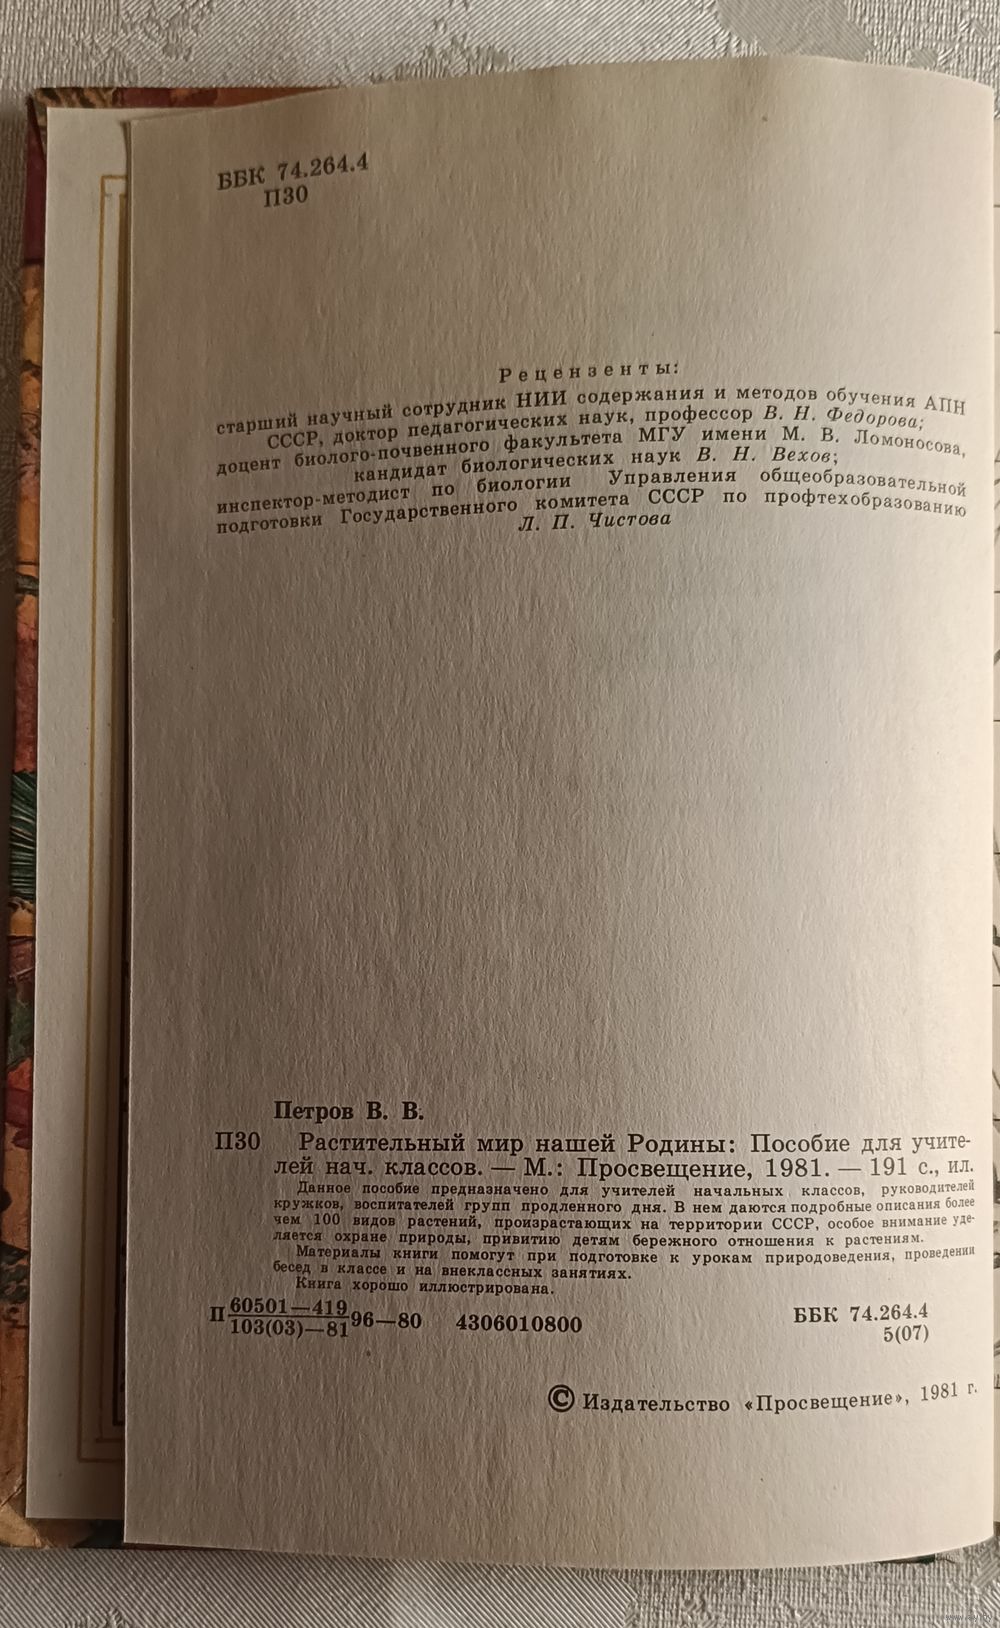 ББК 74.264.4
П30
Рецензенты:
старший научный сотрудник НИИ содержания и методов обучения АПН
СССР, доктор педагогических наук, профессор В. Н. Федорова;
доцент биолого-почвенного факультета МГУ имени М. В. Ломоносова,
кандидат биологических наук В. Н. Вехов;
инспектор-методист по биологии Управления общеобразовательной
подготовки Государственного комитета СССР по профтехобразованию
Л. П. Чистова
Петров В. В.
П30 Растительный мир нашей Родины: Пособие для учите-
лей нач. классов. — М.: Просвещение, 1981. — 191 с., ил.
Данное пособие предназначено для учителей начальных классов, руководителей
кружков, воспитателей групп продленного дня. В нем даются подробные описания более
чем 100 видов растений, произрастающих на территории СССР, особое внимание уде-
ляется охране природы, привитию детям бережного отношения к растениям.
Материалы книги помогут при подготовке к урокам природоведения, проведении
бесед в классе и на внеклассных занятиях.
Книга хорошо иллюстрирована.
П 60501—419
103(03)—81 96—80 4306010800
ББК 74.264.4
5(07)
© Издательство «Просвещение», 1981 г.